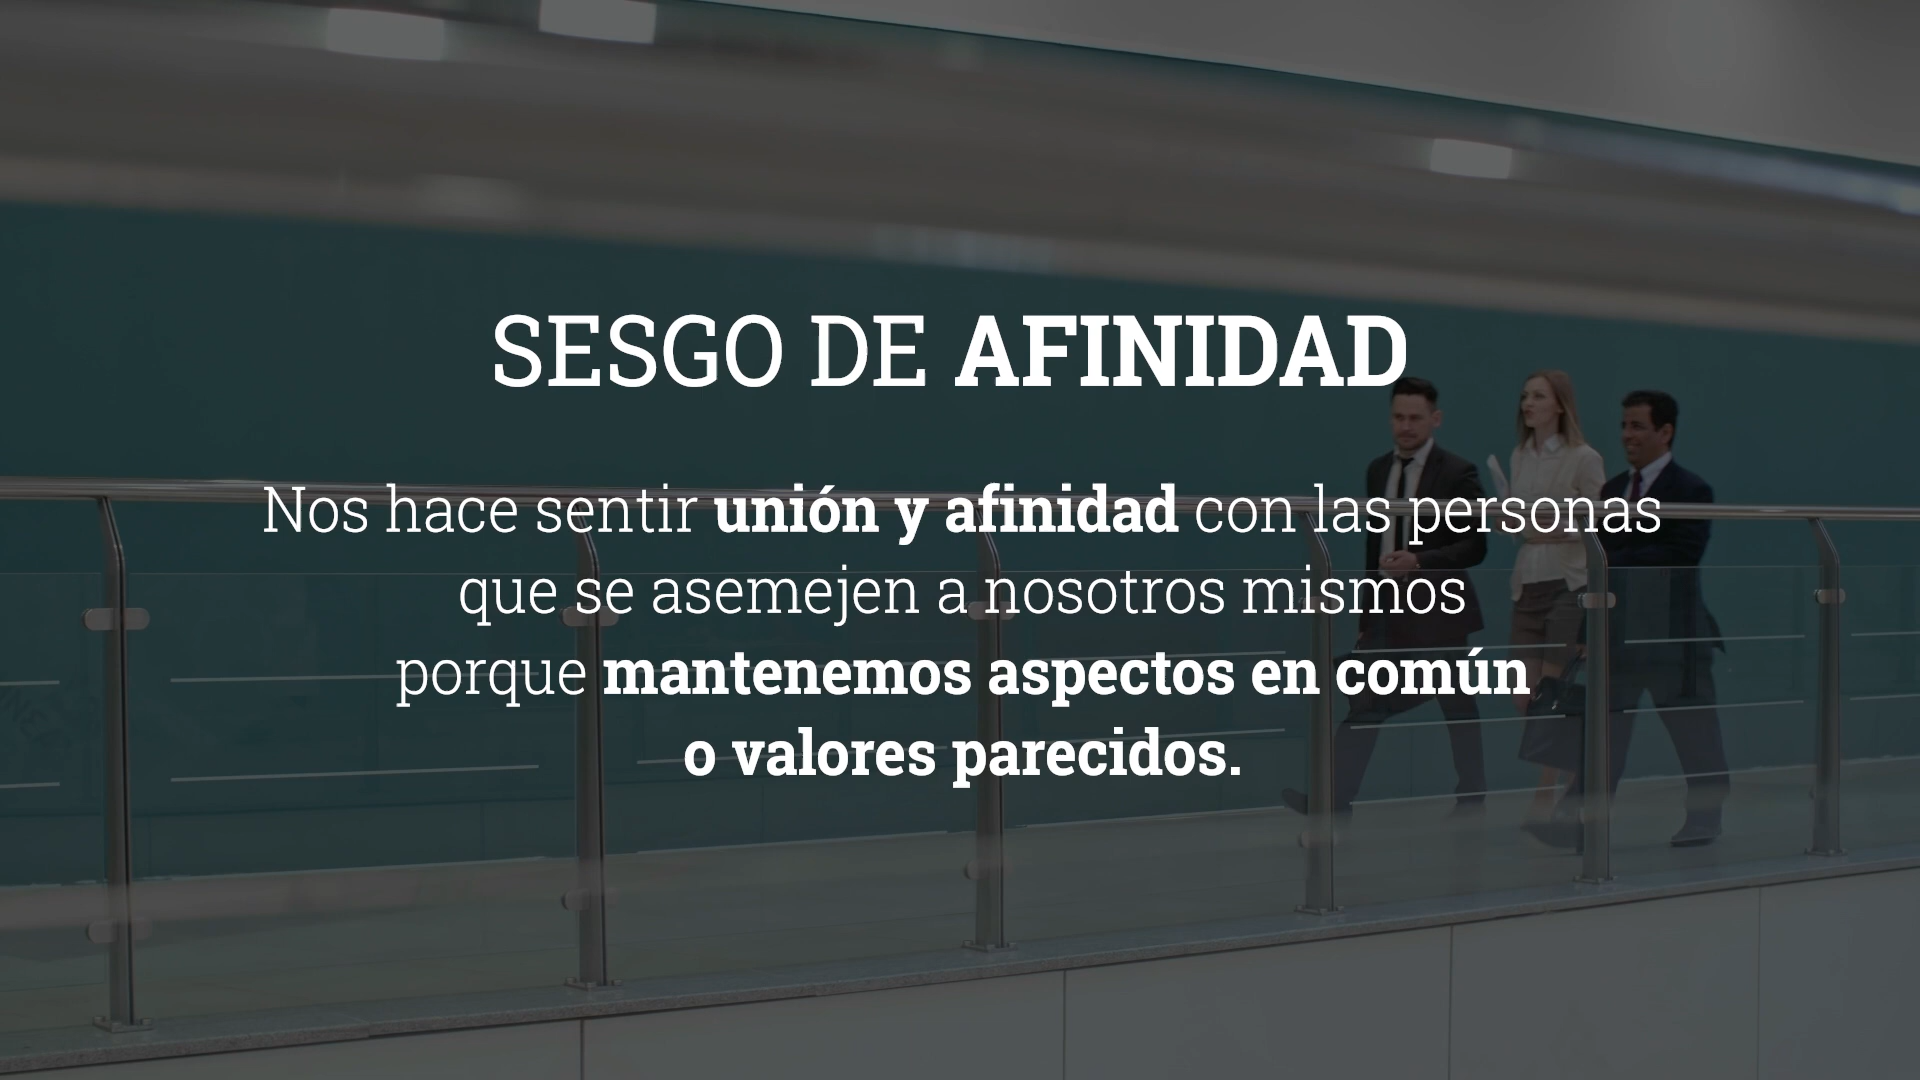 SESGO DE AFINIDAD
Nos hace sentir unión y afinidad con las personas
que se asemejen a nosotros mismos
porque mantenemos aspectos en común
o valores parecidos.